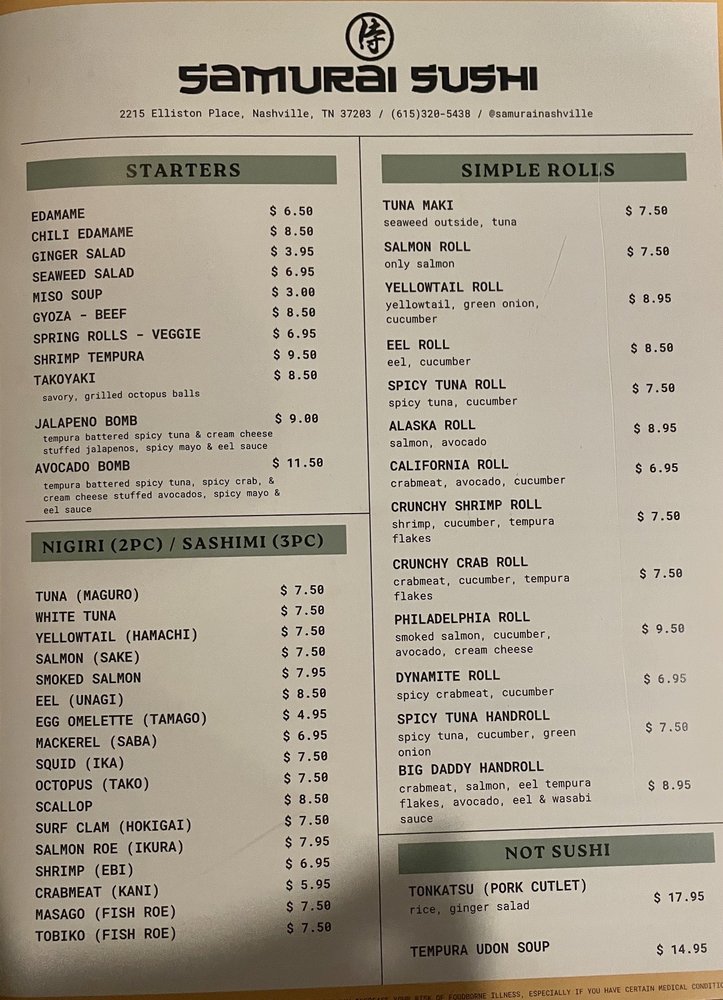 侍
SAMURAI SUSHI
2215 Elliston Place, Nashville, TN 37203 / (615)320-5438 / @samurainashville
STARTERS
EDAMAME $ 6.50
CHILI EDAMAME $ 8.50
GINGER SALAD $ 3.95
SEAWEED SALAD $ 6.95
MISO SOUP $ 3.00
GYOZA - BEEF $ 8.50
SPRING ROLLS - VEGGIE $ 6.95
SHRIMP TEMPURA $ 9.50
TAKOYAKI $ 8.50
savory, grilled octopus balls
JALAPENO BOMB $ 9.00
tempura battered spicy tuna & cream cheese
stuffed jalapenos, spicy mayo & eel sauce
AVOCADO BOMB $ 11.50
tempura battered spicy tuna, spicy crab, &
cream cheese stuffed avocados, spicy mayo &
eel sauce
NIGIRI (2PC) / SASHIMI (3PC)
TUNA (MAGURO) $ 7.50
WHITE TUNA $ 7.50
YELLOWTAIL (HAMACHI) $ 7.50
SALMON (SAKE) $ 7.50
SMOKED SALMON $ 7.95
EEL (UNAGI) $ 8.50
EGG OMELETTE (TAMAGO) $ 4.95
MACKEREL (SABA) $ 6.95
SQUID (IKA) $ 7.50
OCTOPUS (TAKO) $ 7.50
SCALLOP $ 8.50
SURF CLAM (HOKIGAI) $ 7.50
SALMON ROE (IKURA) $ 7.95
SHRIMP (EBI) $ 6.95
CRABMEAT (KANI) $ 5.95
MASAGO (FISH ROE) $ 7.50
TOBIKO (FISH ROE) $ 7.50
SIMPLE ROLLS
TUNA MAKI $ 7.50
seaweed outside, tuna
SALMON ROLL $ 7.50
only salmon
YELLOWTAIL ROLL $ 8.95
yellowtail, green onion,
cucumber
EEL ROLL $ 8.50
eel, cucumber
SPICY TUNA ROLL $ 7.50
spicy tuna, cucumber
ALASKA ROLL $ 8.95
salmon, avocado
CALIFORNIA ROLL $ 6.95
crabmeat, avocado, cucumber
CRUNCHY SHRIMP ROLL $ 7.50
shrimp, cucumber, tempura
flakes
CRUNCHY CRAB ROLL $ 7.50
crabmeat, cucumber, tempura
flakes
PHILADELPHIA ROLL $ 9.50
smoked salmon, cucumber,
avocado, cream cheese
DYNAMITE ROLL $ 6.95
spicy crabmeat, cucumber
SPICY TUNA HANDROLL $ 7.50
spicy tuna, cucumber, green
onion
BIG DADDY HANDROLL $ 8.95
crabmeat, salmon, eel tempura
flakes, avocado, eel & wasabi
sauce
NOT SUSHI
TONKATSU (PORK CUTLET) $ 17.95
rice, ginger salad
TEMPURA UDON SOUP $ 14.95
YOUR RISK OF FOODBORNE ILLNESS, ESPECIALLY IF YOU HAVE CERTAIN MEDICAL